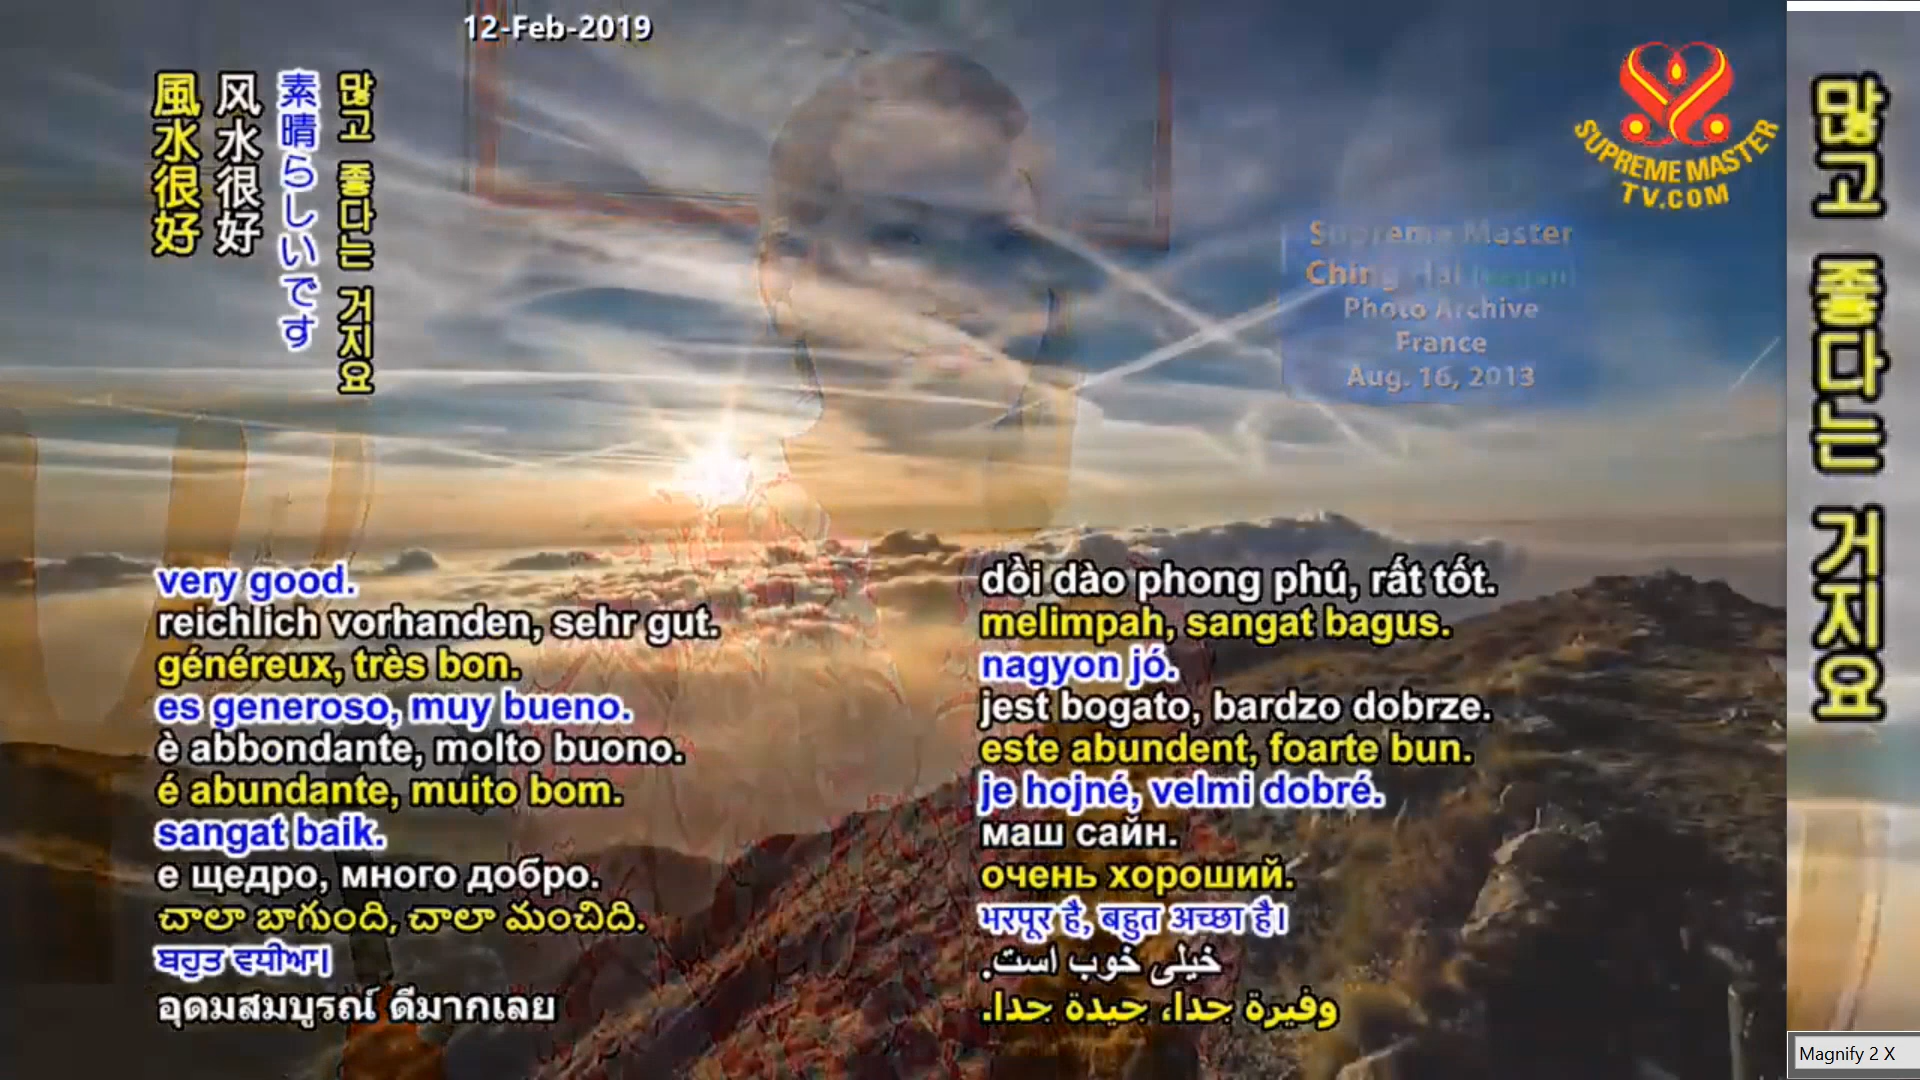 12-Feb-2019
風水很好
风水很好
素晴らしいです
많고 좋다는 거지요
SUPREME MASTER
TV.COM
Supreme Master
Ching Hai (vegan)
Photo Archive
France
Aug. 16, 2013
very good.
reichlich vorhanden, sehr gut.
généreux, très bon.
es generoso, muy bueno.
è abbondante, molto buono.
é abundante, muito bom.
sangat baik.
е щедро, много добро.
చాలా బాగుంది, చాలా మంచిది.
ਬਹੁਤ ਵਧੀਆ।
อุดมสมบูรณ์ ดีมากเลย
dồi dào phong phú, rất tốt.
melimpah, sangat bagus.
nagyon jó.
jest bogato, bardzo dobrze.
este abundent, foarte bun.
je hojné, velmi dobré.
маш сайн.
очень хороший.
भरपूर है, बहुत अच्छा है।
خیلی خوب است.
وفيرة جدا، جيدة جدا.
많고 좋다는 거지요
Magnify 2 X